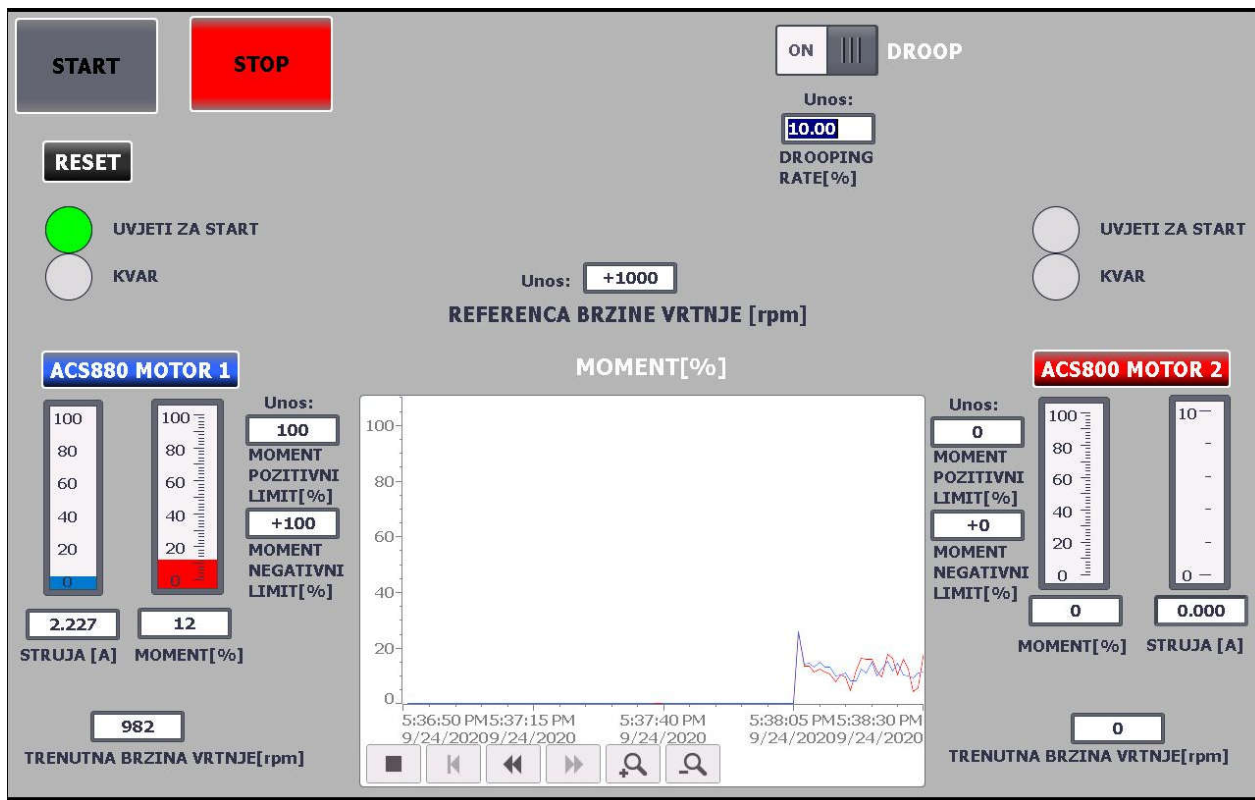 START
STOP
ON
DROOP
Unos:
10.00
DROOPING
RATE[%]
RESET
UVJETI ZA START
KVAR
UVJETI ZA START
KVAR
Unos: +1000
REFERENCA BRZINE VRTNJE [rpm]
ACS880 MOTOR 1
100
80
60
40
20
0
100
80
60
40
20
0
Unos:
100
MOMENT
POZITIVNI
LIMIT[%]
+100
MOMENT
NEGATIVNI
LIMIT[%]
2.227
STRUJA [A]
12
MOMENT[%]
982
TRENUTNA BRZINA VRTNJE[rpm]
MOMENT[%]
100
80
60
40
20
0
5:36:50 PM 5:37:15 PM 5:37:40 PM 5:38:05 PM 5:38:30 PM
9/24/2020 9/24/2020 9/24/2020 9/24/2020 9/24/2020
ACS800 MOTOR 2
Unos:
0
MOMENT
POZITIVNI
LIMIT[%]
+0
MOMENT
NEGATIVNI
LIMIT[%]
100
80
60
40
20
0
10
0
0
MOMENT[%]
0.000
STRUJA [A]
0
TRENUTNA BRZINA VRTNJE[rpm]